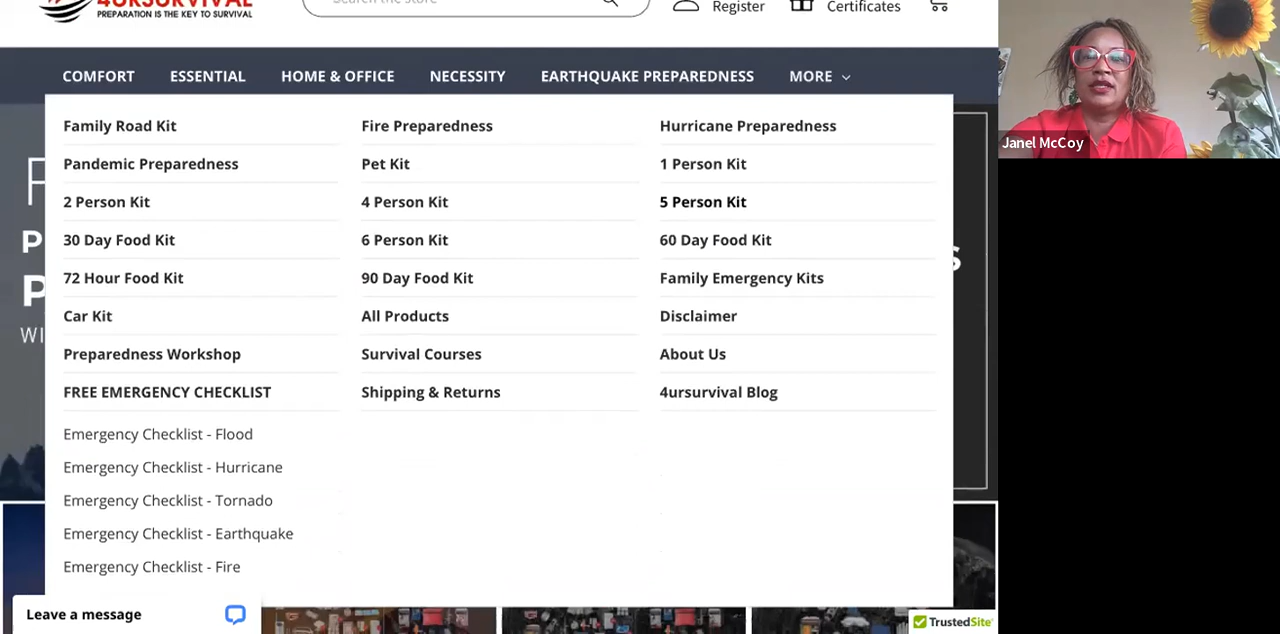 4URSURVIVAL
PREPARATION IS THE KEY TO SURVIVAL
Search the store
Register
Certificates
COMFORT ESSENTIAL HOME & OFFICE NECESSITY EARTHQUAKE PREPAREDNESS MORE
Family Road Kit Fire Preparedness Hurricane Preparedness
Pandemic Preparedness Pet Kit 1 Person Kit
2 Person Kit 4 Person Kit 5 Person Kit
30 Day Food Kit 6 Person Kit 60 Day Food Kit
72 Hour Food Kit 90 Day Food Kit Family Emergency Kits
Car Kit All Products Disclaimer
Preparedness Workshop Survival Courses About Us
FREE EMERGENCY CHECKLIST Shipping & Returns 4ursurvival Blog
Emergency Checklist - Flood
Emergency Checklist - Hurricane
Emergency Checklist - Tornado
Emergency Checklist - Earthquake
Emergency Checklist - Fire
Leave a message
TrustedSite
Janel McCoy